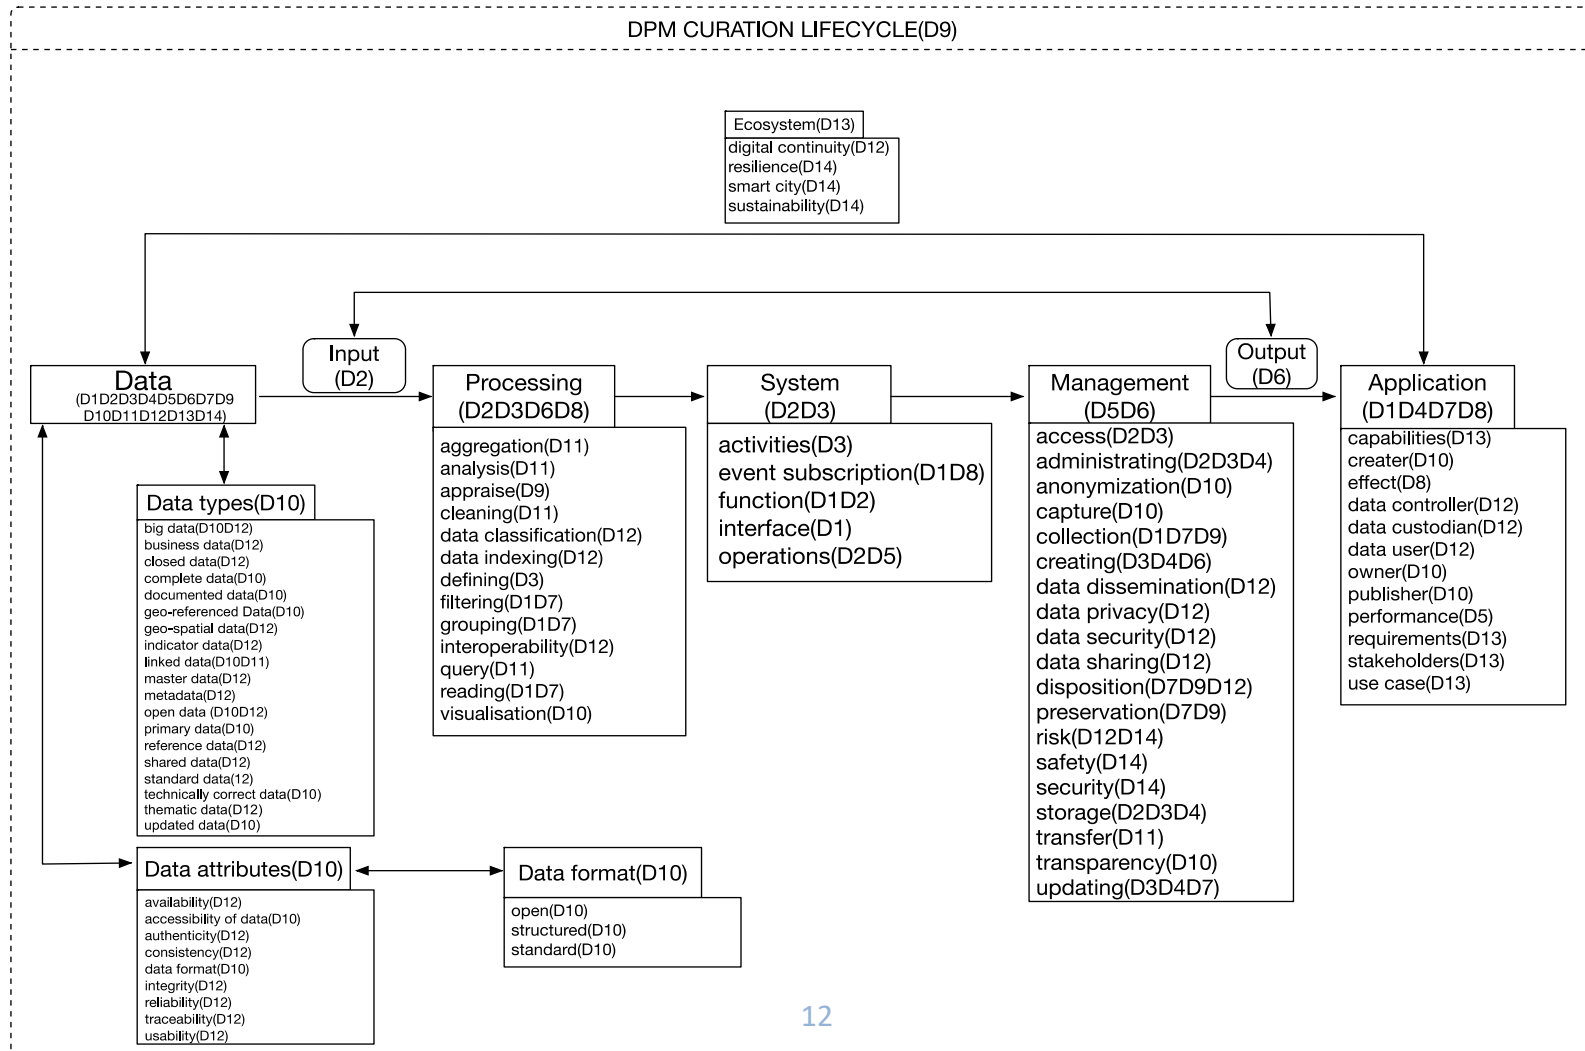 DPM CURATION LIFECYCLE(D9)
Ecosystem(D13)
digital continuity(D12)
resilience(D14)
smart city(D14)
sustainability(D14)
Data
(D1D2D3D4D5D6D7D9
D10D11D12D13D14)
Input
(D2)
Processing
(D2D3D6D8)
aggregation(D11)
analysis(D11)
appraise(D9)
cleaning(D11)
data classification(D12)
data indexing(D12)
defining(D3)
filtering(D1D7)
grouping(D1D7)
interoperability(D12)
query(D11)
reading(D1D7)
visualisation(D10)
System
(D2D3)
activities(D3)
event subscription(D1D8)
function(D1D2)
interface(D1)
operations(D2D5)
Management
(D5D6)
access(D2D3)
administrating(D2D3D4)
anonymization(D10)
capture(D10)
collection(D1D7D9)
creating(D3D4D6)
data dissemination(D12)
data privacy(D12)
data security(D12)
data sharing(D12)
disposition(D7D9D12)
preservation(D7D9)
risk(D12D14)
safety(D14)
security(D14)
storage(D2D3D4)
transfer(D11)
transparency(D10)
updating(D3D4D7)
Output
(D6)
Application
(D1D4D7D8)
capabilities(D13)
creater(D10)
effect(D8)
data controller(D12)
data custodian(D12)
data user(D12)
owner(D10)
publisher(D10)
performance(D5)
requirements(D13)
stakeholders(D13)
use case(D13)
Data types(D10)
big data(D10D12)
business data(D12)
closed data(D12)
complete data(D10)
documented data(D10)
geo-referenced Data(D10)
geo-spatial data(D12)
indicator data(D12)
linked data(D10D11)
master data(D12)
metadata(D12)
open data (D10D12)
primary data(D10)
reference data(D12)
shared data(D12)
standard data(12)
technically correct data(D10)
thematic data(D12)
updated data(D10)
Data attributes(D10)
availability(D12)
accessibility of data(D10)
authenticity(D12)
consistency(D12)
data format(D10)
integrity(D12)
reliability(D12)
traceability(D12)
usability(D12)
Data format(D10)
open(D10)
structured(D10)
standard(D10)
12